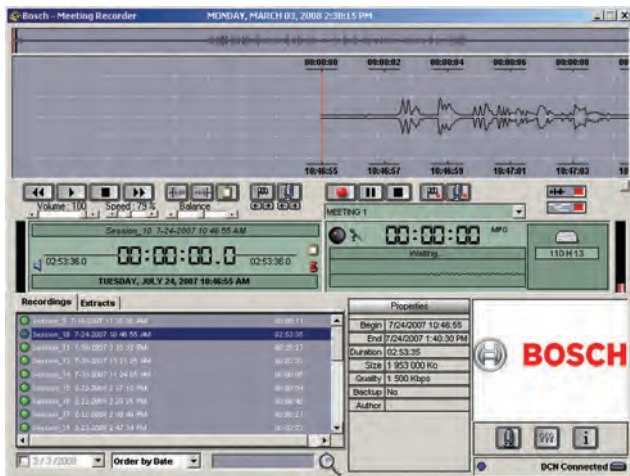 Bosch - Meeting Recorder MONDAY, MARCH 03, 2008 2:30:15 PM
00:00:00 00:00:02 00:00:04 00:00:06 00:00:08
10:46:55 10:46:57 10:46:59 10:47:01 10:47:03
Volume : 100 Speed : 79 % Balance
MEETING 1
Session_10 7-24-2007 10 46 55 AM
02:53:36.0 00:00:00.0 02:53:36.0
TUESDAY, JULY 24, 2007 10:46:55 AM
00:00:00 MPG
Waiting...
110 H 13
Recordings Extracts
Session_10 7-24-2007 10 46 55 AM 02:53:35
Properties
Begin 7/24/2007 10:46:55
End 7/24/2007 1:40:30 PM
Duration 02:53:35
Size 1 953 000 Ko
Quality 1 500 Kbps
Backup No
Author
BOSCH
3 / 3 /2008 Order by Date
DCN Connected